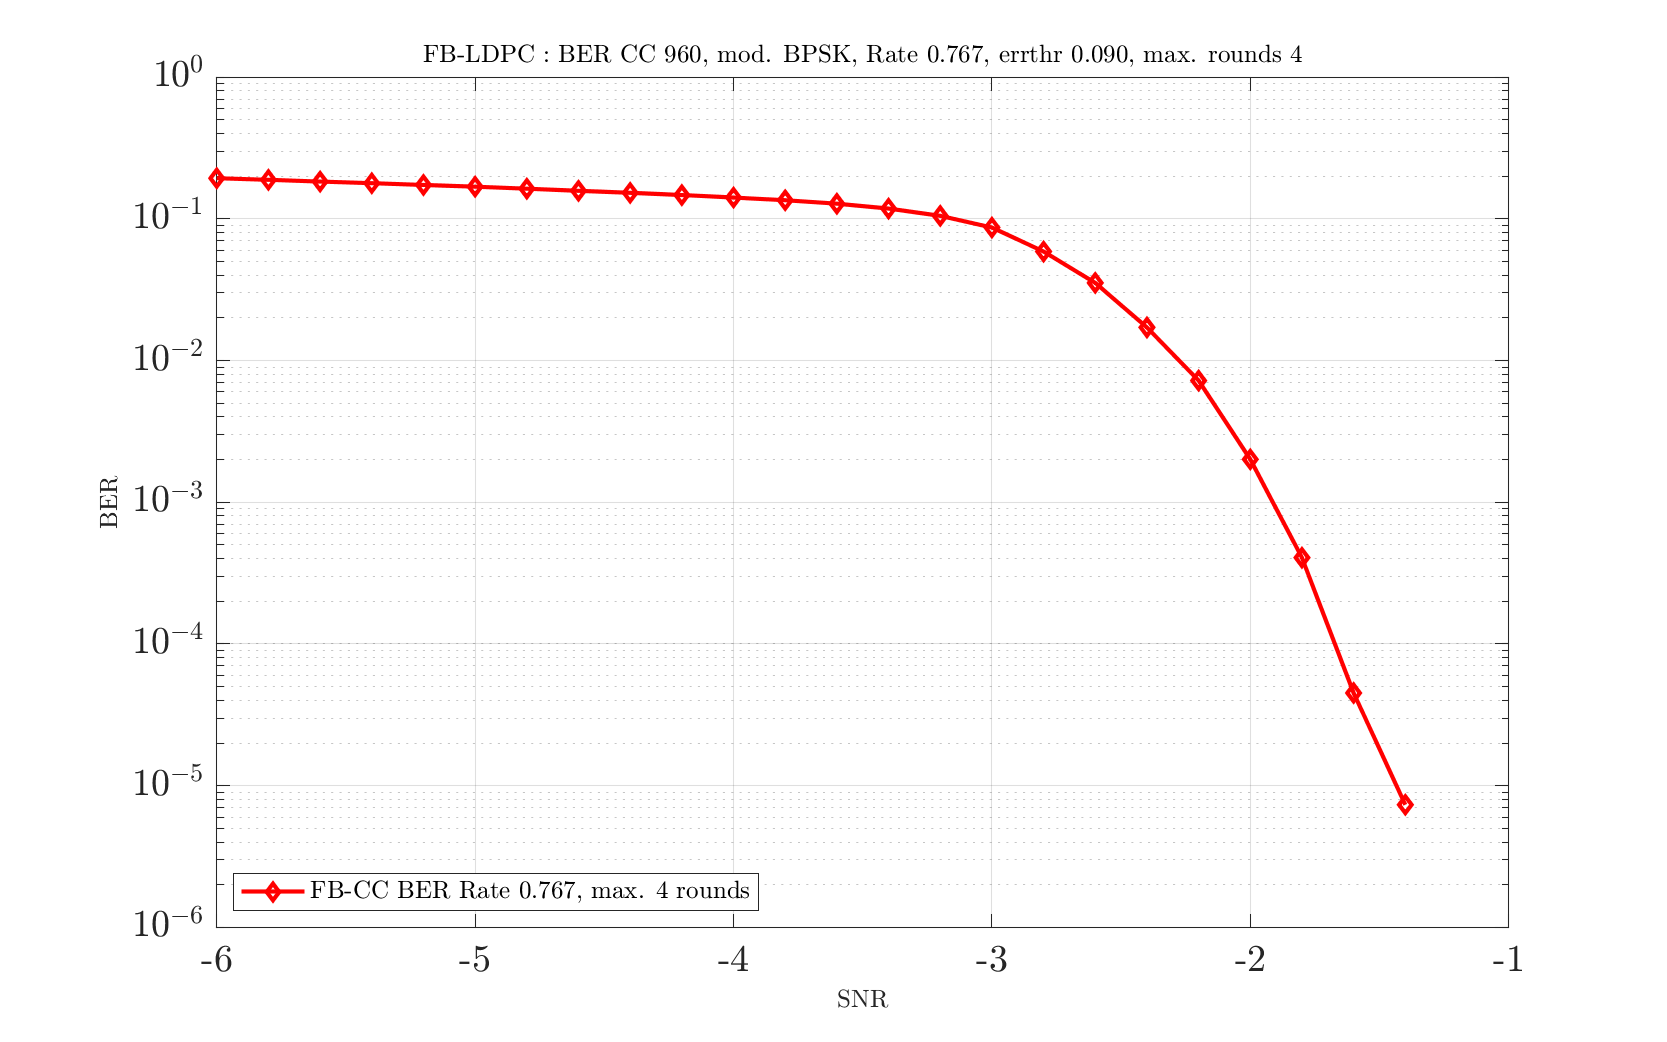 FB-LDPC : BER CC 960, mod. BPSK, Rate 0.767, errthr 0.090, max. rounds 4
10^0
10^{-1}
10^{-2}
10^{-3}
10^{-4}
10^{-5}
10^{-6}
BER
FB-CC BER Rate 0.767, max. 4 rounds
-6 -5 -4 -3 -2 -1
SNR